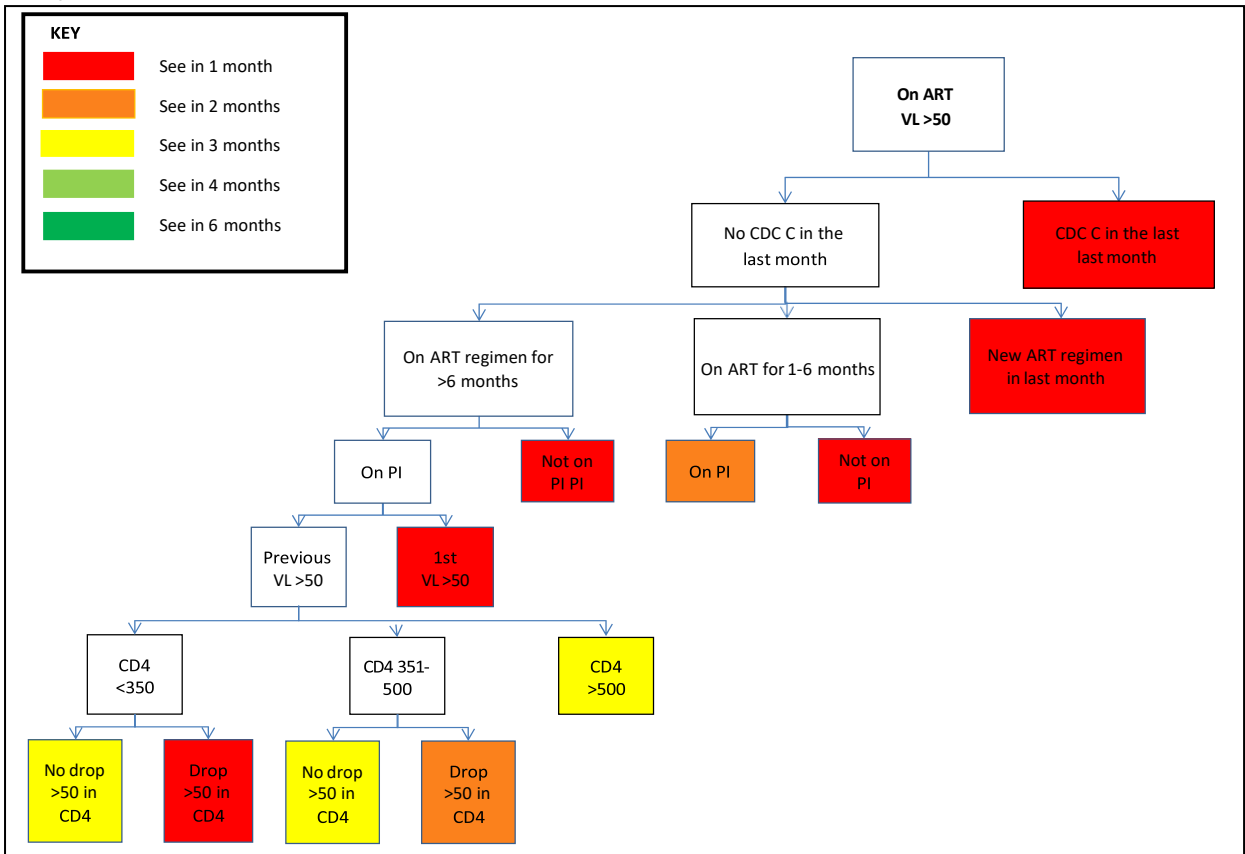 KEY
See in 1 month
See in 2 months
See in 3 months
See in 4 months
See in 6 months
On ART
VL >50
No CDC C in the
last month
CDC C in the last
last month
On ART regimen for
>6 months
On ART for 1-6 months
New ART regimen
in last month
On PI
Not on
PI PI
On PI
Not on
PI
Previous
VL >50
1st
VL >50
CD4
<350
CD4 351-
500
CD4
>500
No drop
>50 in
CD4
Drop
>50 in
CD4
No drop
>50 in
CD4
Drop
>50 in
CD4